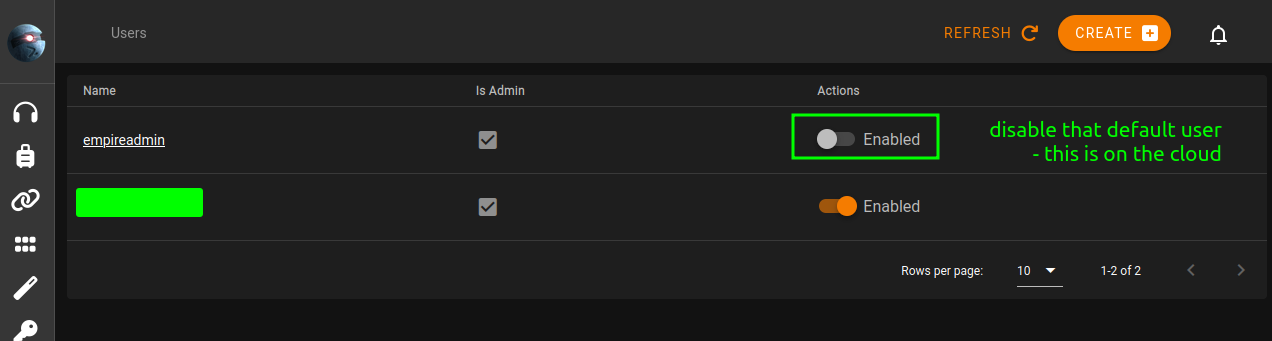 Users
REFRESH
CREATE
Name Is Admin Actions
empireadmin Enabled
disable that default user
- this is on the cloud
Enabled
Rows per page: 10 1-2 of 2